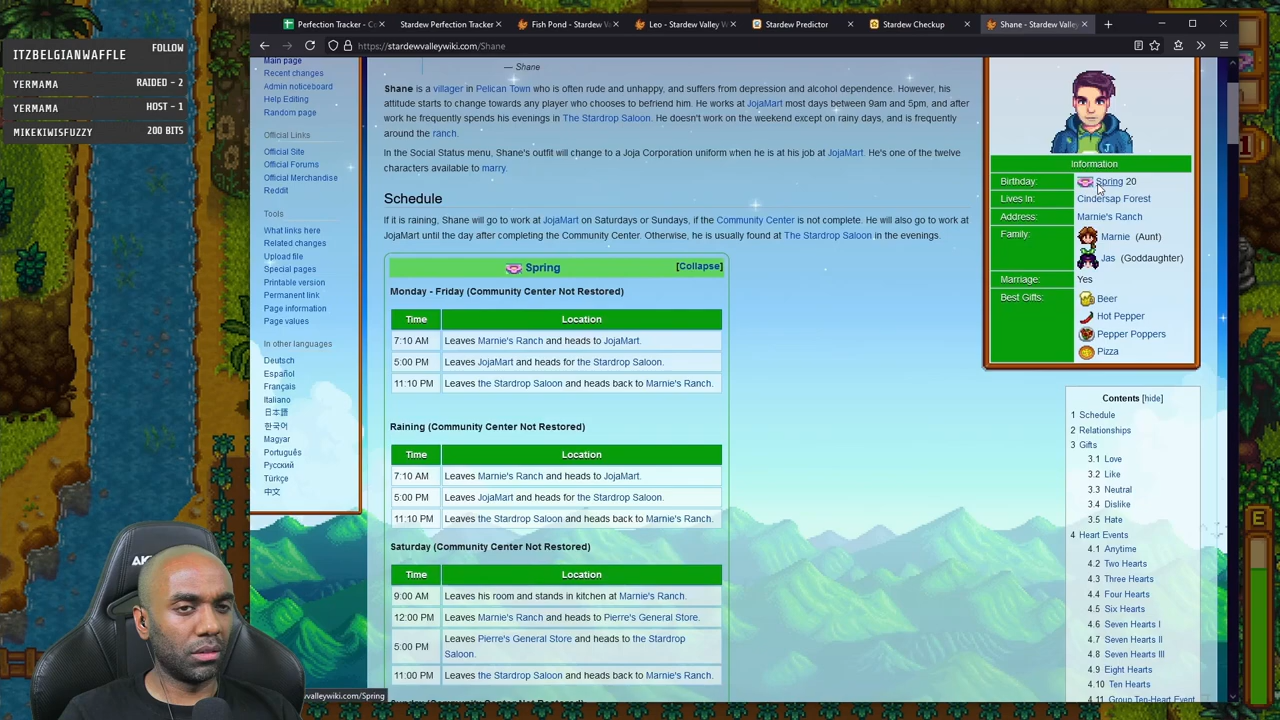 ITZBELGIANWAFFLE FOLLOW
YERMAMA RAIDED - 2
YERMAMA HOST - 1
MIKEKIWISFUZZY 200 BITS
Perfection Tracker - Co
Stardew Perfection Tracker
Fish Pond - Stardew V
Leo - Stardew Valley W
Stardew Predictor
Stardew Checkup
Shane - Stardew Valley
https://stardewvalleywiki.com/Shane
Main page
Recent changes
Admin noticeboard
Help Editing
Random page
Official Links
Official Site
Official Forums
Official Merchandise
Reddit
Tools
What links here
Related changes
Upload file
Special pages
Printable version
Permanent link
Page information
Page values
In other languages
Deutsch
Español
Français
Italiano
日本語
한국어
Magyar
Português
Русский
Türkçe
中文
— Shane
Shane is a villager in Pelican Town who is often rude and unhappy, and suffers from depression and alcohol dependence. However, his
attitude starts to change towards any player who chooses to befriend him. He works at JojaMart most days between 9am and 5pm, and after
work he frequently spends his evenings in The Stardrop Saloon. He doesn't work on the weekend except on rainy days, and is frequently
around the ranch.
In the Social Status menu, Shane's outfit will change to a Joja Corporation uniform when he is at his job at JojaMart. He's one of the twelve
characters available to marry.
Schedule
If it is raining, Shane will go to work at JojaMart on Saturdays or Sundays, if the Community Center is not complete. He will also go to work at
JojaMart until the day after completing the Community Center. Otherwise, he is usually found at The Stardrop Saloon in the evenings.
Spring [Collapse]
Monday - Friday (Community Center Not Restored)
Time Location
7:10 AM Leaves Marnie's Ranch and heads to JojaMart.
5:00 PM Leaves JojaMart and heads for the Stardrop Saloon.
11:10 PM Leaves the Stardrop Saloon and heads back to Marnie's Ranch.
Raining (Community Center Not Restored)
Time Location
7:10 AM Leaves Marnie's Ranch and heads to JojaMart.
5:00 PM Leaves JojaMart and heads for the Stardrop Saloon.
11:10 PM Leaves the Stardrop Saloon and heads back to Marnie's Ranch.
Saturday (Community Center Not Restored)
Time Location
9:00 AM Leaves his room and stands in kitchen at Marnie's Ranch.
12:00 PM Leaves Marnie's Ranch and heads to Pierre's General Store.
5:00 PM Leaves Pierre's General Store and heads to the Stardrop
Saloon.
11:00 PM Leaves the Stardrop Saloon and heads back to Marnie's Ranch.
Information
Birthday: Spring 20
Lives In: Cindersap Forest
Address: Marnie's Ranch
Family: Marnie (Aunt)
Jas (Goddaughter)
Marriage: Yes
Best Gifts: Beer
Hot Pepper
Pepper Poppers
Pizza
Contents [hide]
1 Schedule
2 Relationships
3 Gifts
3.1 Love
3.2 Like
3.3 Neutral
3.4 Dislike
3.5 Hate
4 Heart Events
4.1 Anytime
4.2 Two Hearts
4.3 Three Hearts
4.4 Four Hearts
4.5 Six Hearts
4.6 Seven Hearts I
4.7 Seven Hearts II
4.8 Seven Hearts III
4.9 Eight Hearts
4.10 Ten Hearts
4.11 Group Ten-Heart Event
wvalleywiki.com/Spring
E